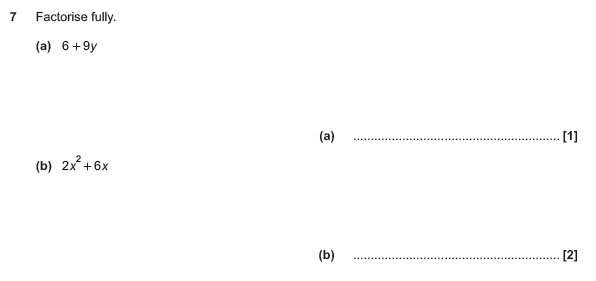 7 Factorise fully.
(a) 6 + 9y
(a) ........................................................... [1]
(b) 2x² + 6x
(b) ........................................................... [2]